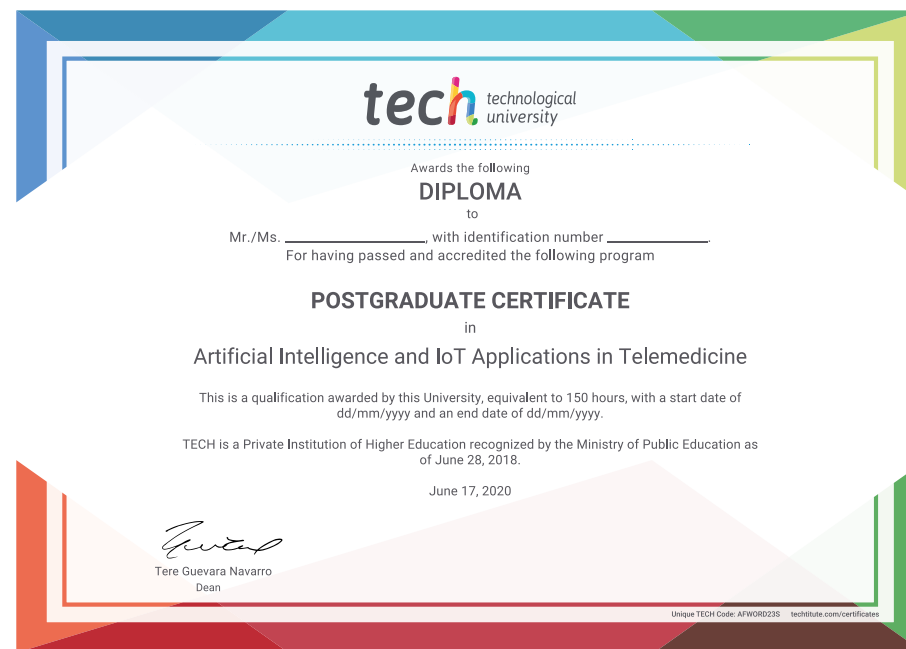 tech technological
university
Awards the following
DIPLOMA
to
Mr./Ms. ____________________, with identification number ______________.
For having passed and accredited the following program
POSTGRADUATE CERTIFICATE
in
Artificial Intelligence and IoT Applications in Telemedicine
This is a qualification awarded by this University, equivalent to 150 hours, with a start date of
dd/mm/yyyy and an end date of dd/mm/yyyy.
TECH is a Private Institution of Higher Education recognized by the Ministry of Public Education as
of June 28, 2018.
June 17, 2020
Tere Guevara Navarro
Dean
Unique TECH Code: AFWORD23S techtitute.com/certificates